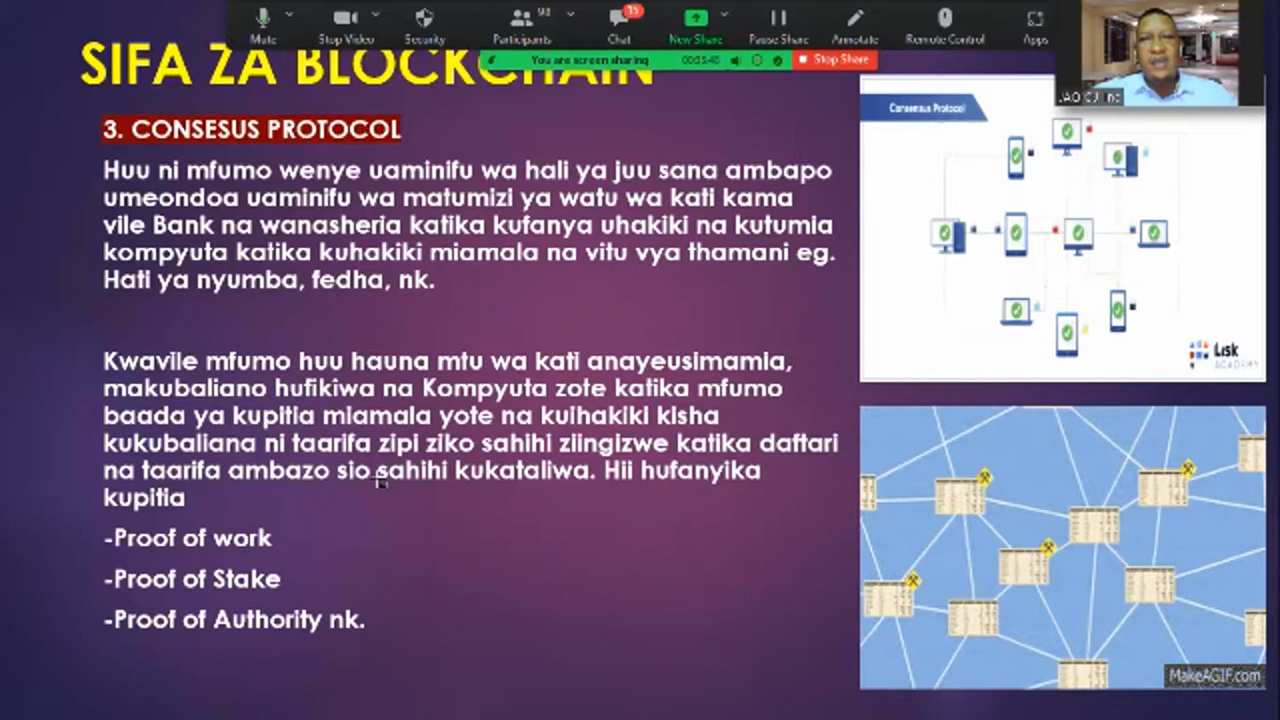 Mute
Stop Video
Security
Participants
98
Chat
35
New Share
Pause Share
Annotate
Remote Control
Apps
You are screen sharing
Stop Share
SIFA ZA BLOCKCHAIN
3. CONSESUS PROTOCOL
Huu ni mfumo wenye uaminifu wa hali ya juu sana ambapo
umeondoa uaminifu wa matumizi ya watu wa kati kama
vile Bank na wanasheria katika kufanya uhakiki na kutumia
kompyuta katika kuhakiki miamala na vitu vya thamani eg.
Hati ya nyumba, fedha, nk.
Kwavile mfumo huu hauna mtu wa kati anayeusimamia,
makubaliano hufikiwa na Kompyuta zote katika mfumo
baada ya kupitia miamala yote na kuihakiki kisha
kukubaliana ni taarifa zipi ziko sahihi ziingizwe katika daftari
na taarifa ambazo sio sahihi kukataliwa. Hii hufanyika
kupitia
-Proof of work
-Proof of Stake
-Proof of Authority nk.
Consensus Protocol
Lisk
ACADEMY
MakeAGIF.com